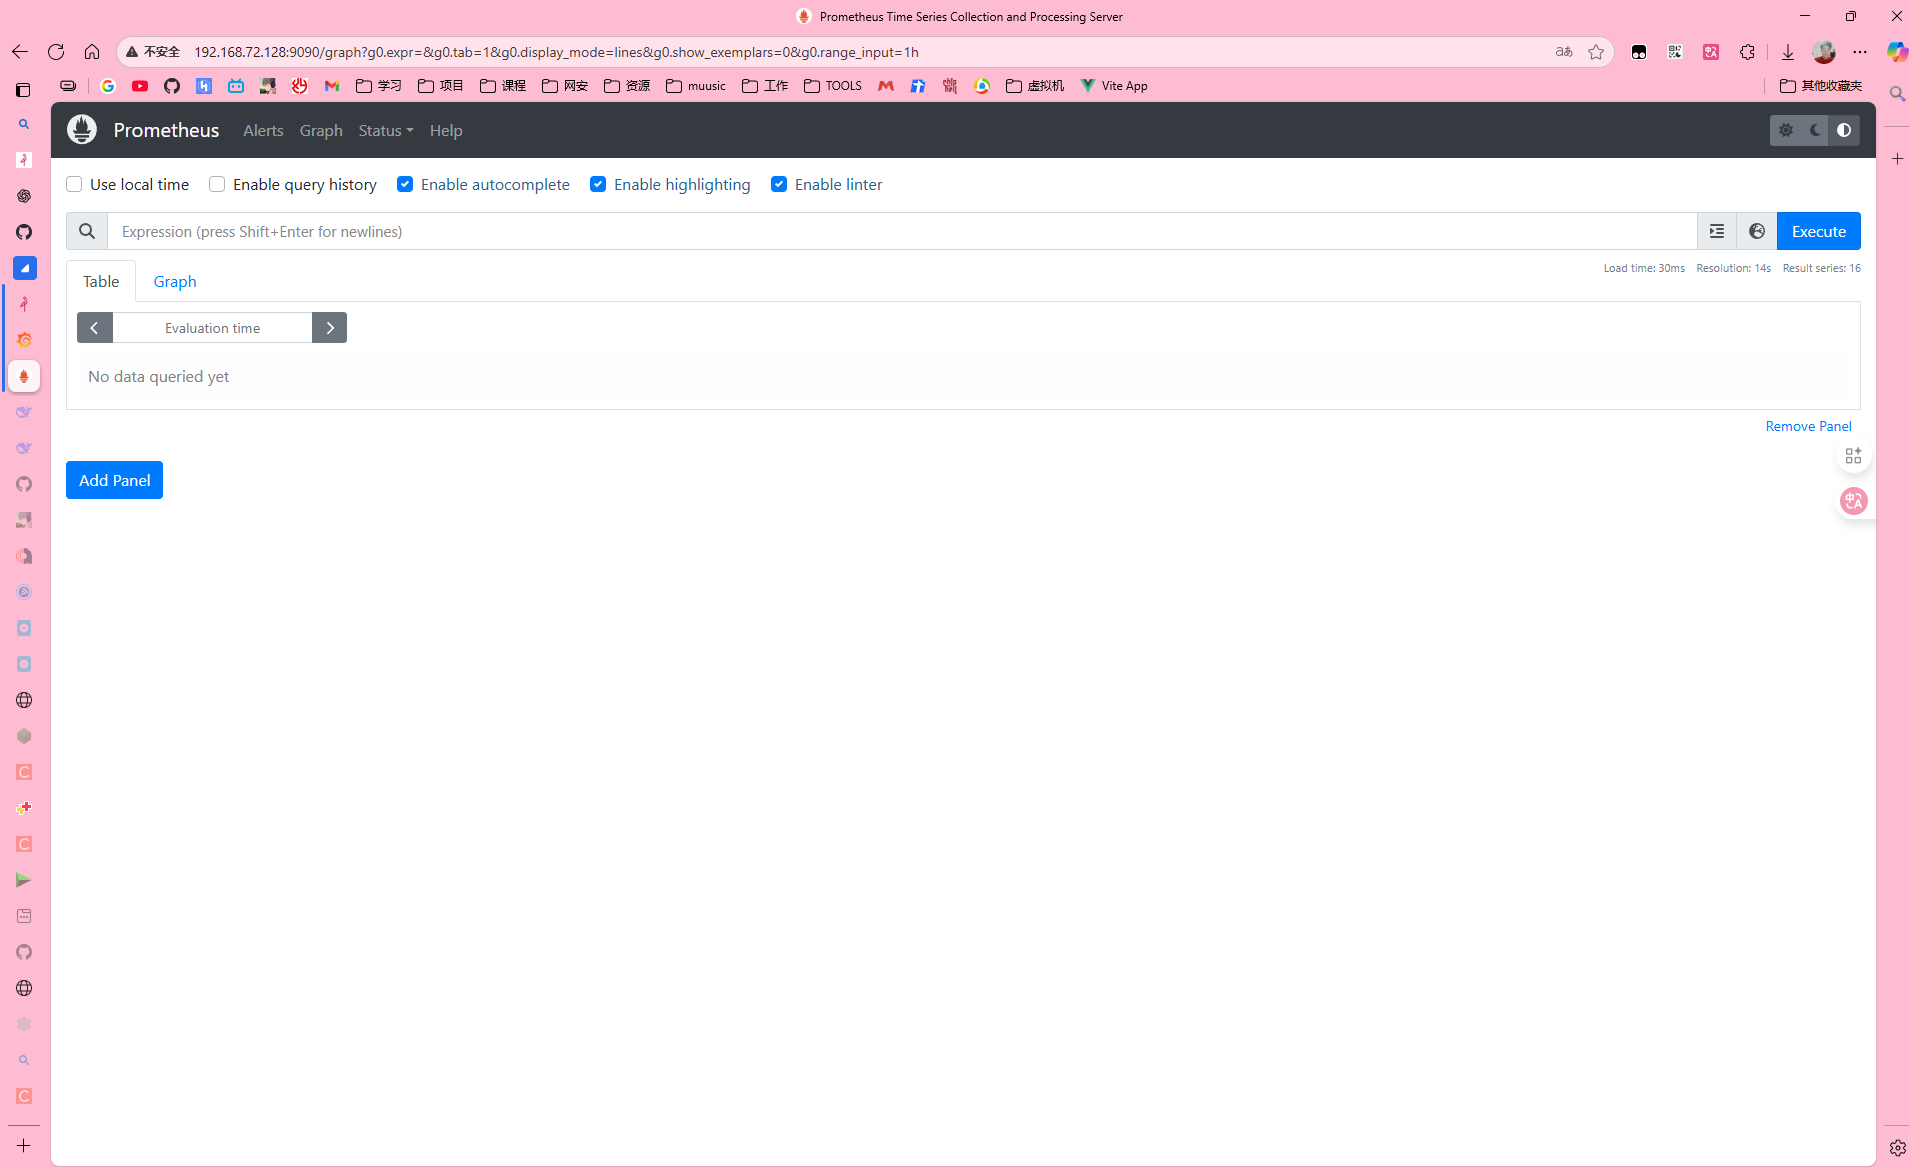 Prometheus Time Series Collection and Processing Server
不安全 192.168.72.128:9090/graph?g0.expr=&g0.tab=1&g0.display_mode=lines&g0.show_exemplars=0&g0.range_input=1h
学习 项目 课程 网安 资源 muusic 工作 TOOLS 虚拟机 Vite App 其他收藏夹
Prometheus Alerts Graph Status Help
Use local time Enable query history Enable autocomplete Enable highlighting Enable linter
Expression (press Shift+Enter for newlines) Execute
Table Graph Load time: 30ms Resolution: 14s Result series: 16
Evaluation time
No data queried yet
Remove Panel
Add Panel